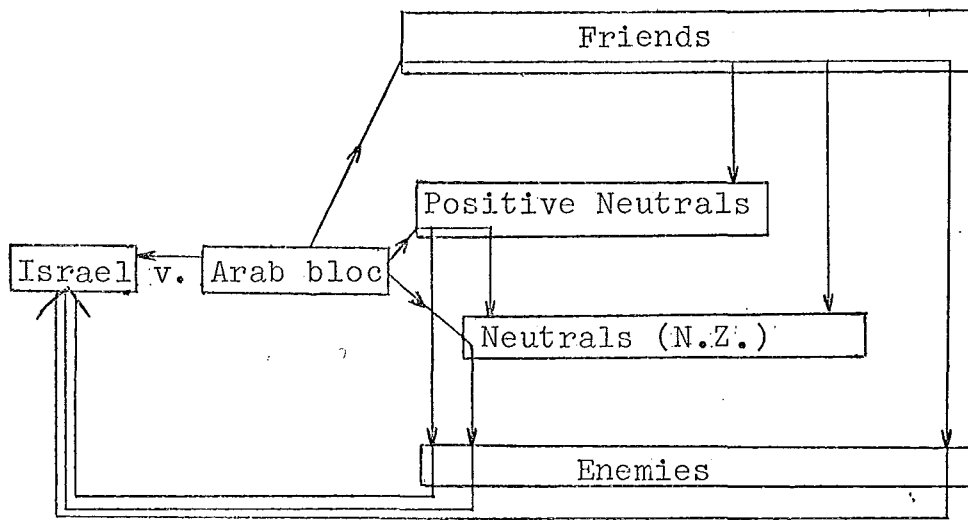 Friends
Positive Neutrals
Israel v. Arab bloc
Neutrals (N.Z.)
Enemies